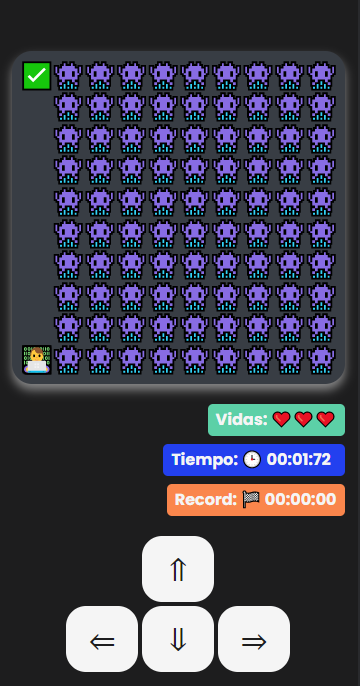 Vidas: ❤️❤️❤️
Tiempo: 🕒 00:01:72
Record: 🏁 00:00:00
⇑
⇐ ⇓ ⇒